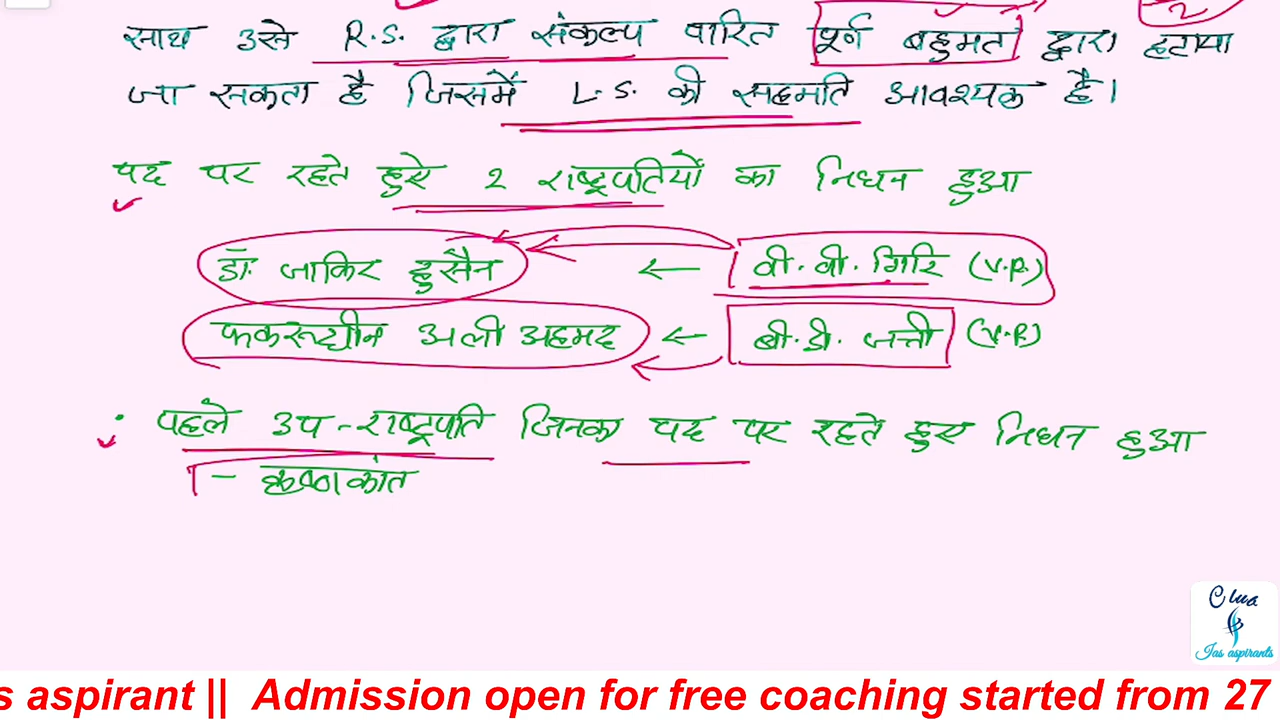 साथ उसे R.S. द्वारा संकल्प पारित पूर्ण बहुमत द्वारा हटाया
जा सकता है जिसमें L.S. की सहमति आवश्यक है।
पद पर रहते हुऐ 2 राष्ट्रपतियों का निधन हुआ
डॉ. जाकिर हुसैन ← वी. वी. गिरि (V.P.)
फकरूद्दीन अली अहमद ← बी. डी. जत्ती (V.P.)
• पहले उप-राष्ट्रपति जिनका पद पर रहते हुए निधन हुआ
- कृष्णकांत
Ias aspirants
s aspirant || Admission open for free coaching started from 27